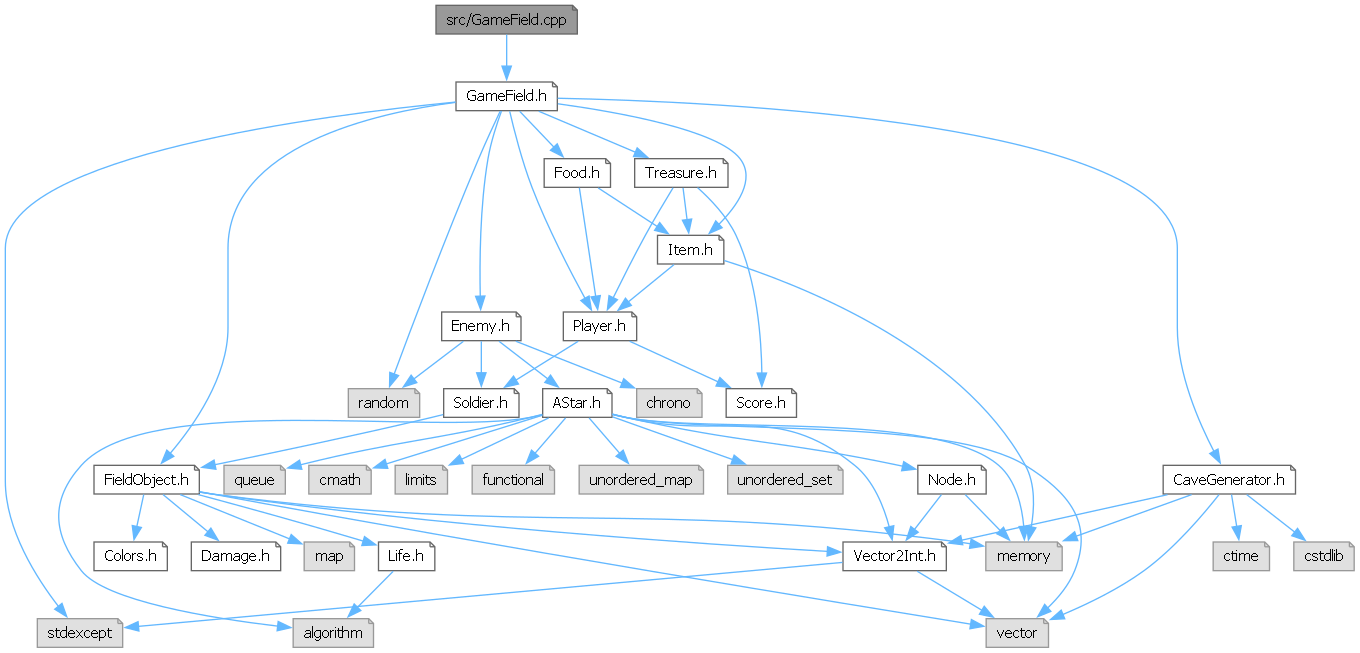 src/GameField.cpp
GameField.h
Food.h
Treasure.h
Item.h
Enemy.h
Player.h
random
Soldier.h
AStar.h
chrono
Score.h
FieldObject.h
queue
cmath
limits
functional
unordered_map
unordered_set
Node.h
CaveGenerator.h
Colors.h
Damage.h
map
Life.h
Vector2Int.h
memory
ctime
cstdlib
stdexcept
algorithm
vector